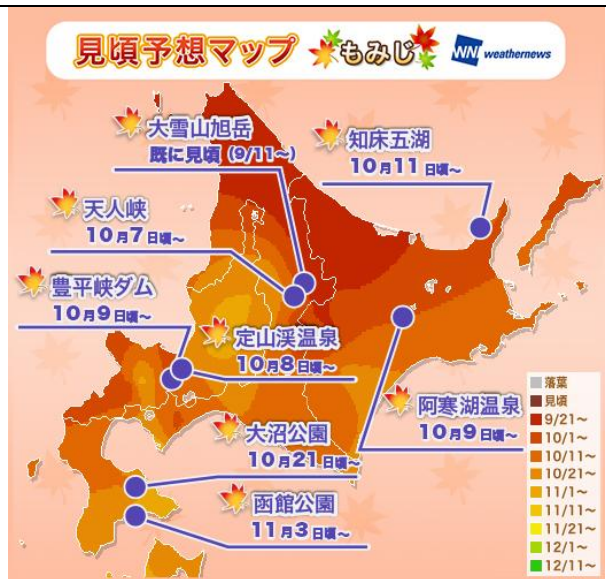 見頃予想マップ もみじ WN weathernews
大雪山旭岳
既に見頃 (9/11～)
知床五湖
10月11日頃～
天人峡
10月7日頃～
豊平峡ダム
10月9日頃～
定山渓温泉
10月8日頃～
阿寒湖温泉
10月9日頃～
大沼公園
10月21日頃～
函館公園
11月3日頃～
落葉
見頃
9/21～
10/1～
10/11～
10/21～
11/1～
11/11～
11/21～
12/1～
12/11～